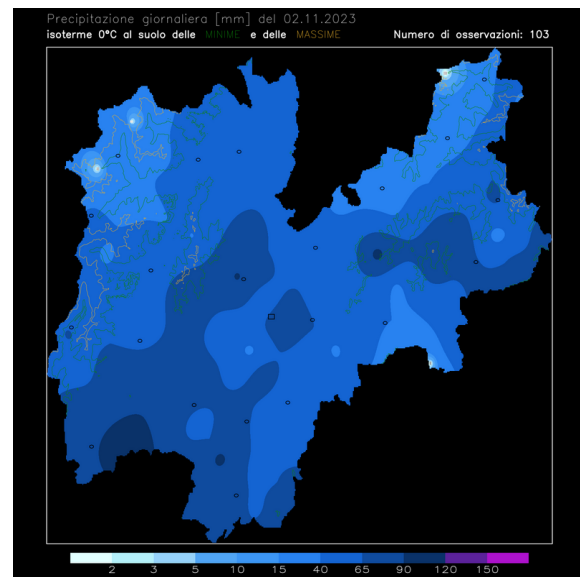 Precipitazione giornaliera [mm] del 02.11.2023
isoterme 0°C al suolo delle MINIME e delle MASSIME Numero di osservazioni: 103
2 3 5 10 15 40 65 90 120 150